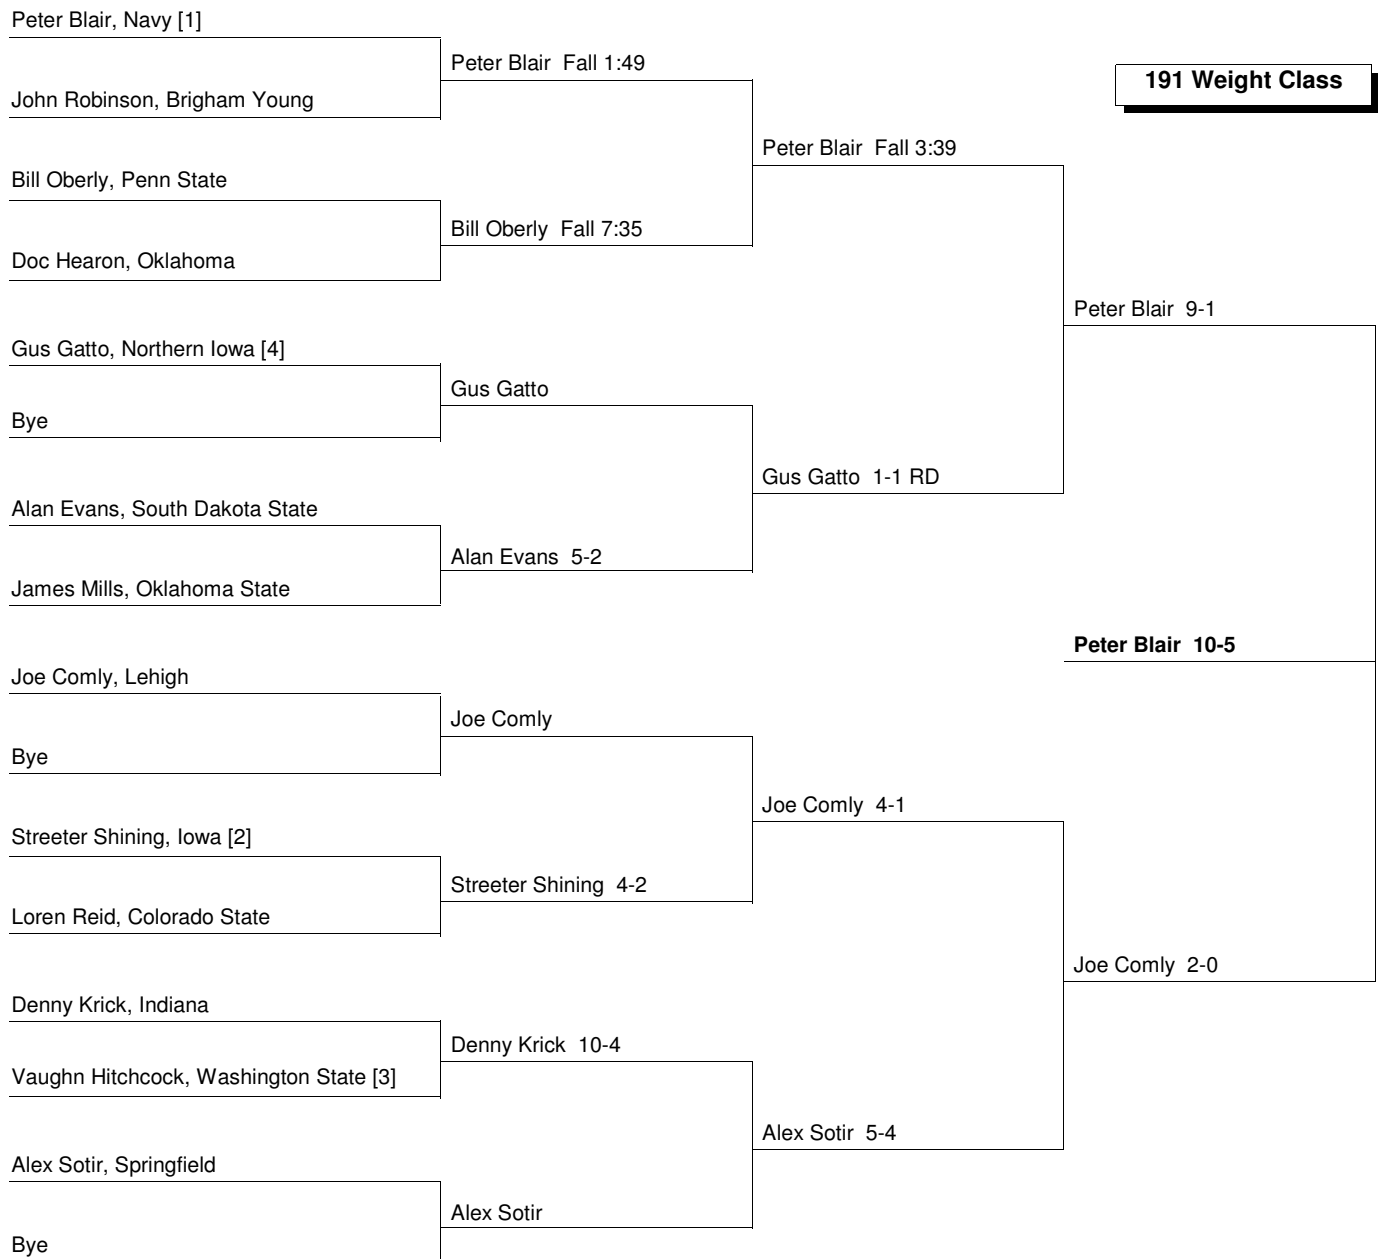 Peter Blair, Navy [1]
Peter Blair Fall 1:49
191 Weight Class
John Robinson, Brigham Young
Peter Blair Fall 3:39
Bill Oberly, Penn State
Bill Oberly Fall 7:35
Doc Hearon, Oklahoma
Peter Blair 9-1
Gus Gatto, Northern Iowa [4]
Gus Gatto
Bye
Gus Gatto 1-1 RD
Alan Evans, South Dakota State
Alan Evans 5-2
James Mills, Oklahoma State
Peter Blair 10-5
Joe Comly, Lehigh
Joe Comly
Bye
Joe Comly 4-1
Streeter Shining, Iowa [2]
Streeter Shining 4-2
Loren Reid, Colorado State
Joe Comly 2-0
Denny Krick, Indiana
Denny Krick 10-4
Vaughn Hitchcock, Washington State [3]
Alex Sotir 5-4
Alex Sotir, Springfield
Alex Sotir
Bye